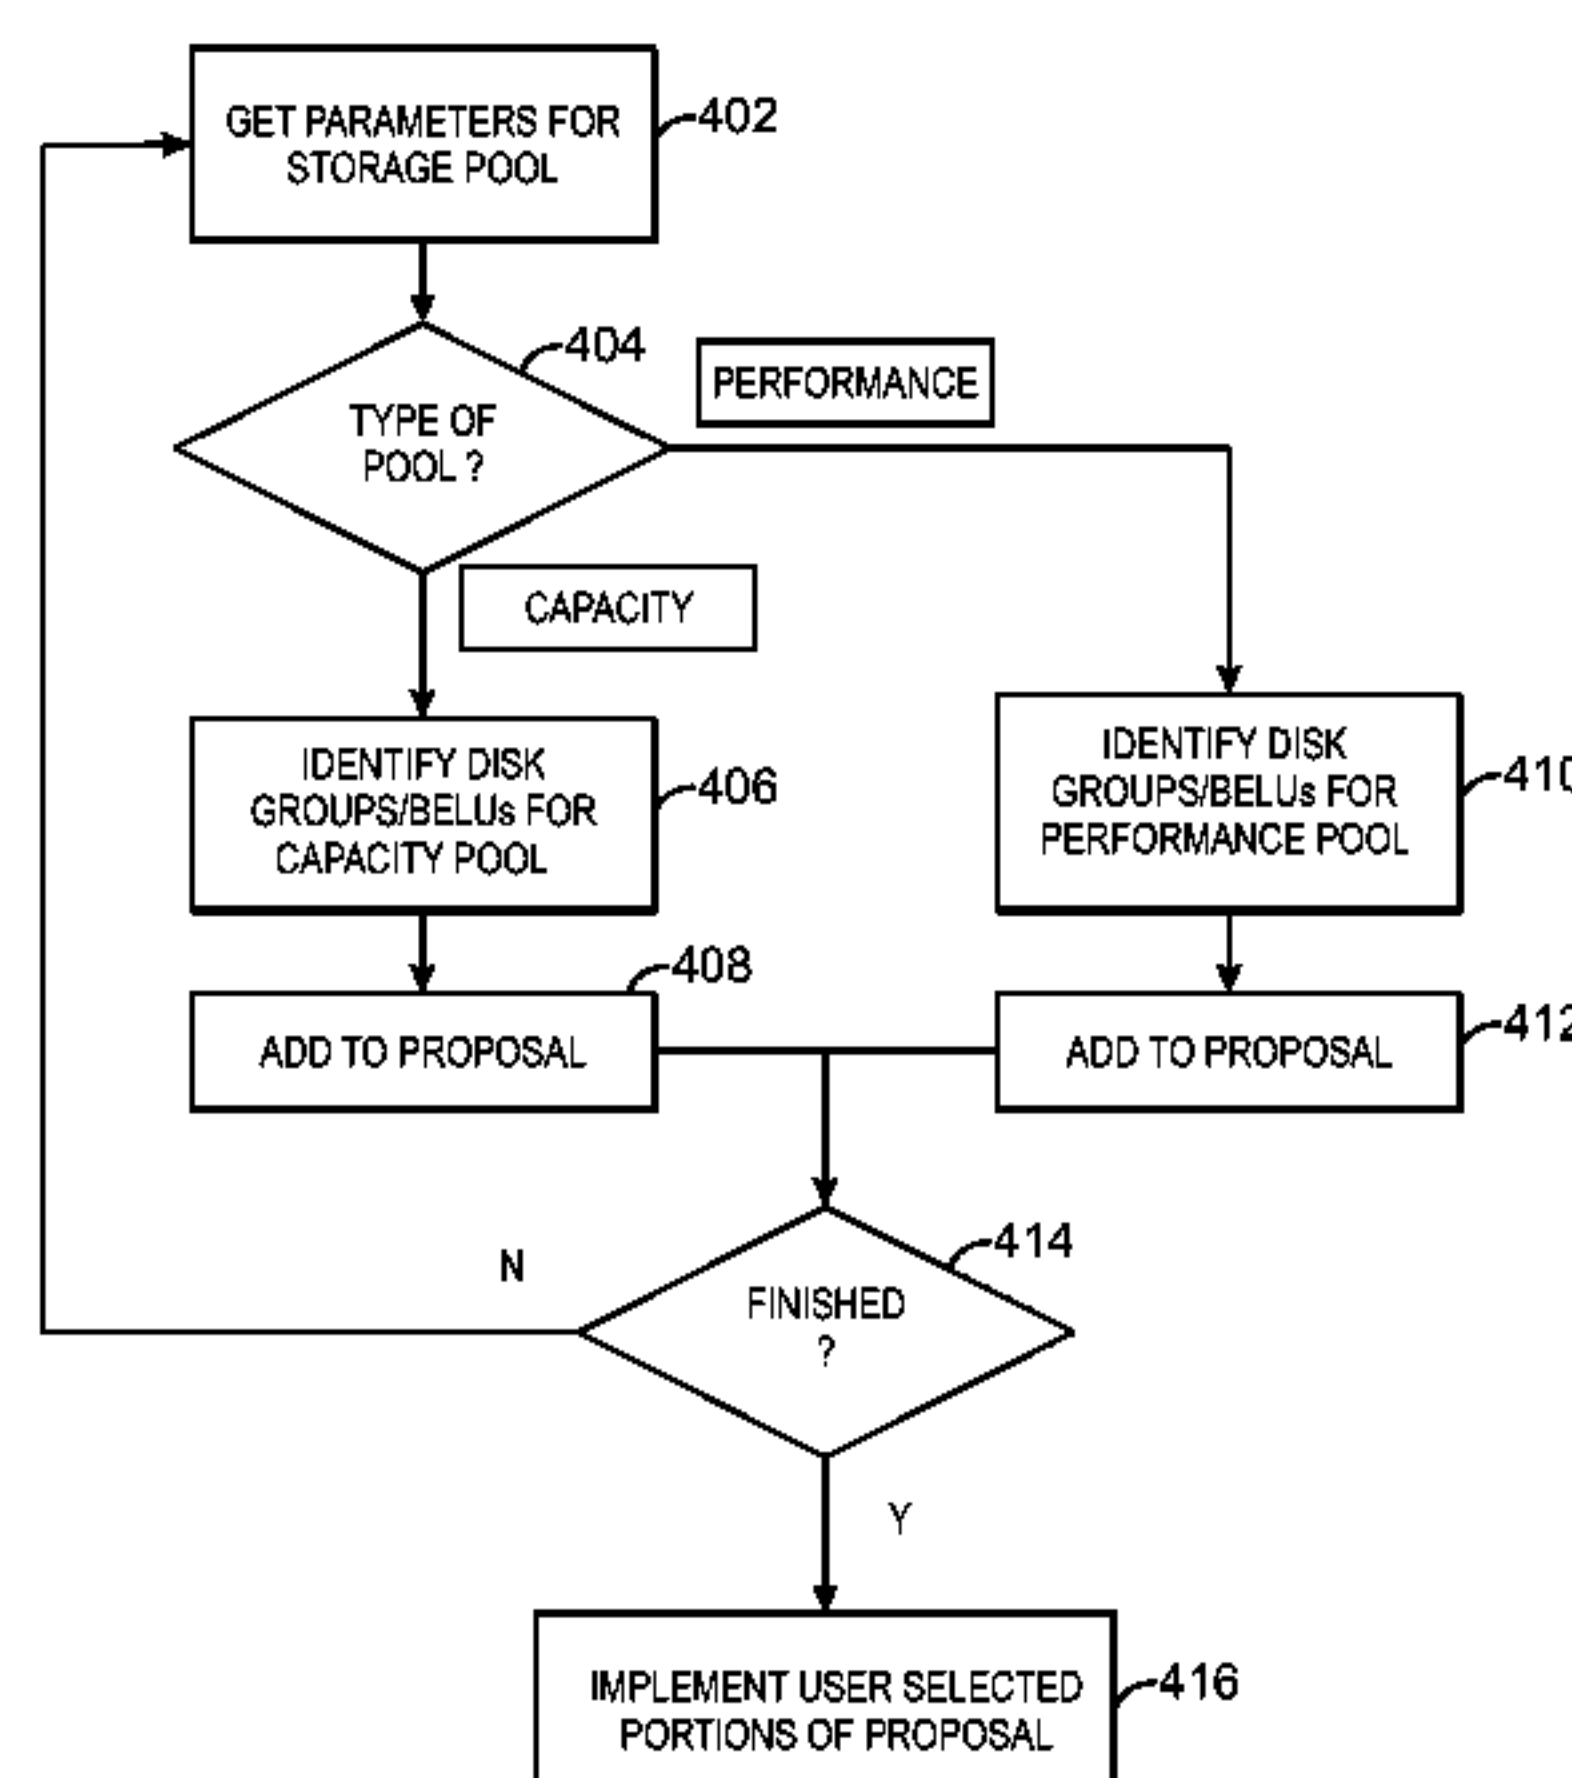 GET PARAMETERS FOR
STORAGE POOL
402
404
TYPE OF
POOL ?
PERFORMANCE
CAPACITY
IDENTIFY DISK
GROUPS/BELUs FOR
CAPACITY POOL
406
IDENTIFY DISK
GROUPS/BELUs FOR
PERFORMANCE POOL
410
408
ADD TO PROPOSAL
ADD TO PROPOSAL
412
414
N
FINISHED
?
Y
IMPLEMENT USER SELECTED
PORTIONS OF PROPOSAL
416